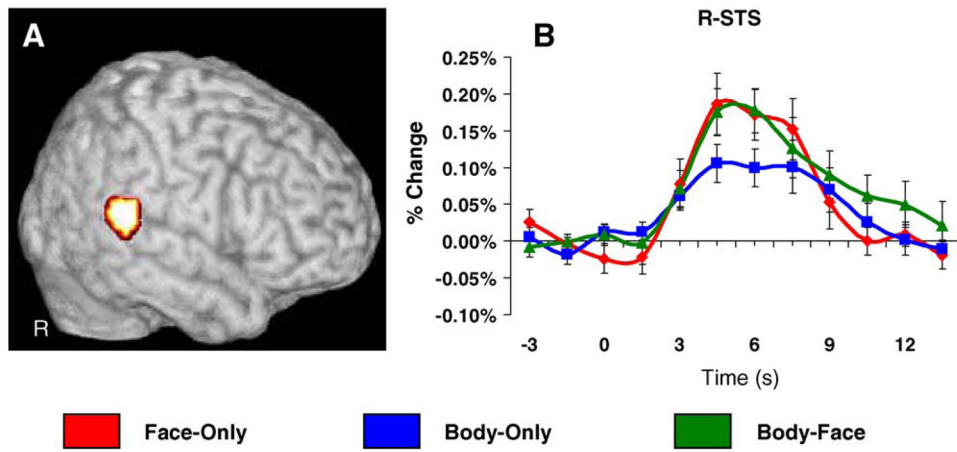 A
R
B
R-STS
% Change
0.25%
0.20%
0.15%
0.10%
0.05%
0.00%
-0.05%
-0.10%
-3 0 3 6 9 12
Time (s)
Face-Only Body-Only Body-Face